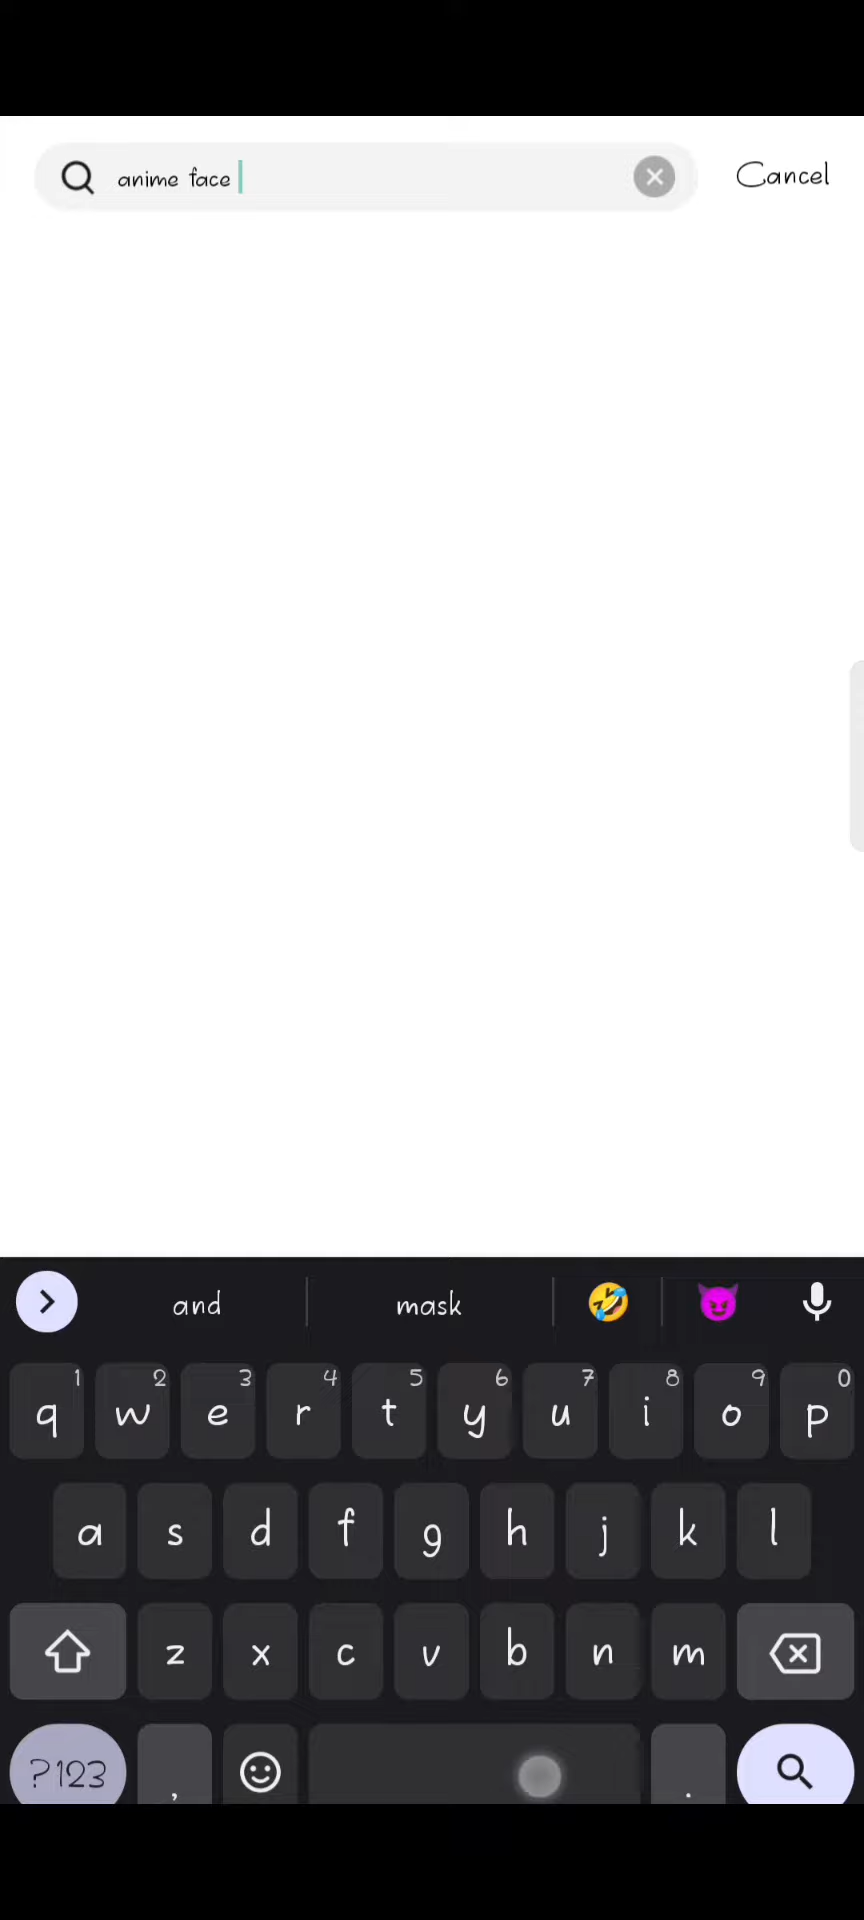 anime face
Cancel
and mask
1 2 3 4 5 6 7 8 9 0
q w e r t y u i o p
a s d f g h j k l
z x c v b n m
?123 , .